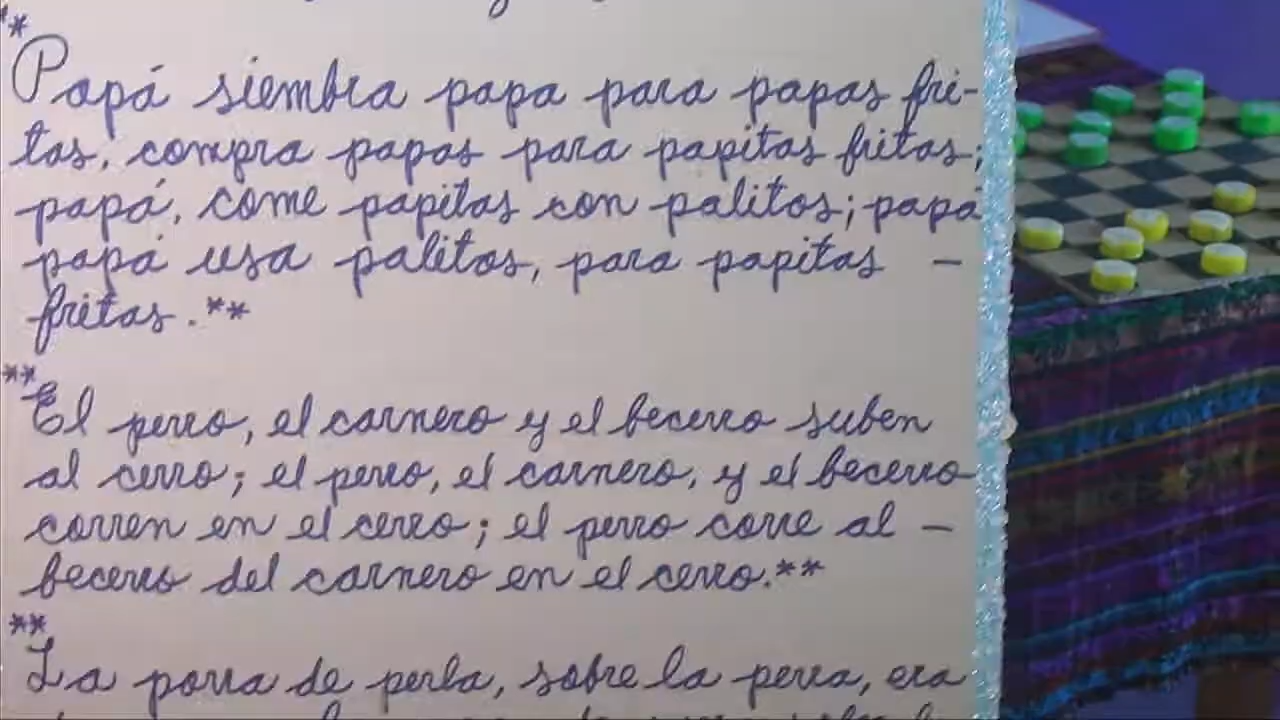 **
Papá siembra papa para papas fri-
tas, compra papas para papitas fritas;
papá, come papitas con palitos; papá
papá usa palitos, para papitas –
fritas.**
**El perro, el carnero y el becerro suben
al cerro; el perro, el carnero, y el becerro
corren en el cerro; el perro corre al –
becerro del carnero en el cerro.**
**La porra de perla, sobre la perra, era